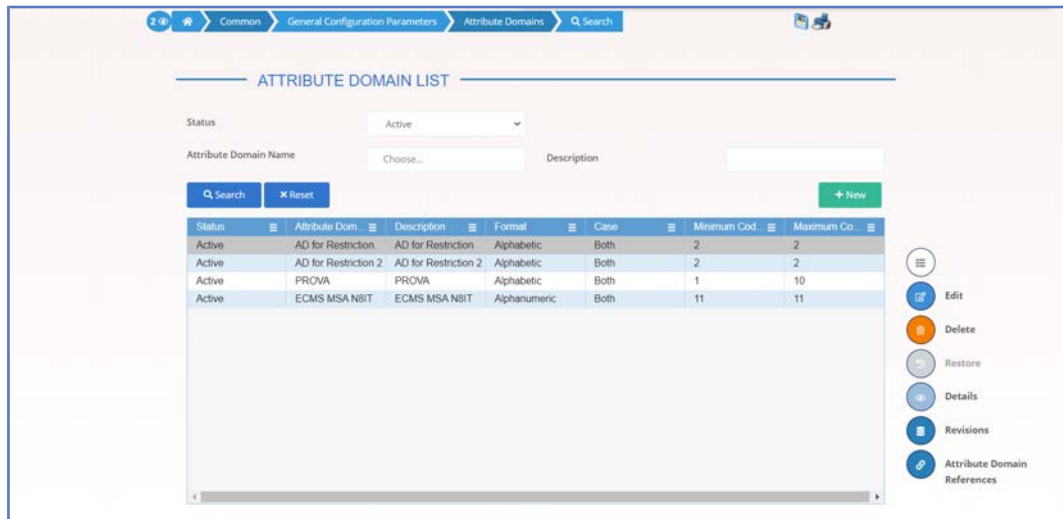 2 Common General Configuration Parameters Attribute Domains Search
ATTRIBUTE DOMAIN LIST
Status Active
Attribute Domain Name Choose... Description
Search Reset New
Status Attribute Dom... Description Format Case Minimum Cod... Maximum Co...
Active AD for Restriction AD for Restriction Alphabetic Both 2 2
Active AD for Restriction 2 AD for Restriction 2 Alphabetic Both 2 2
Active PROVA PROVA Alphabetic Both 1 10
Active ECMS MSA N8IT ECMS MSA N8IT Alphanumeric Both 11 11
Edit
Delete
Restore
Details
Revisions
Attribute Domain
References